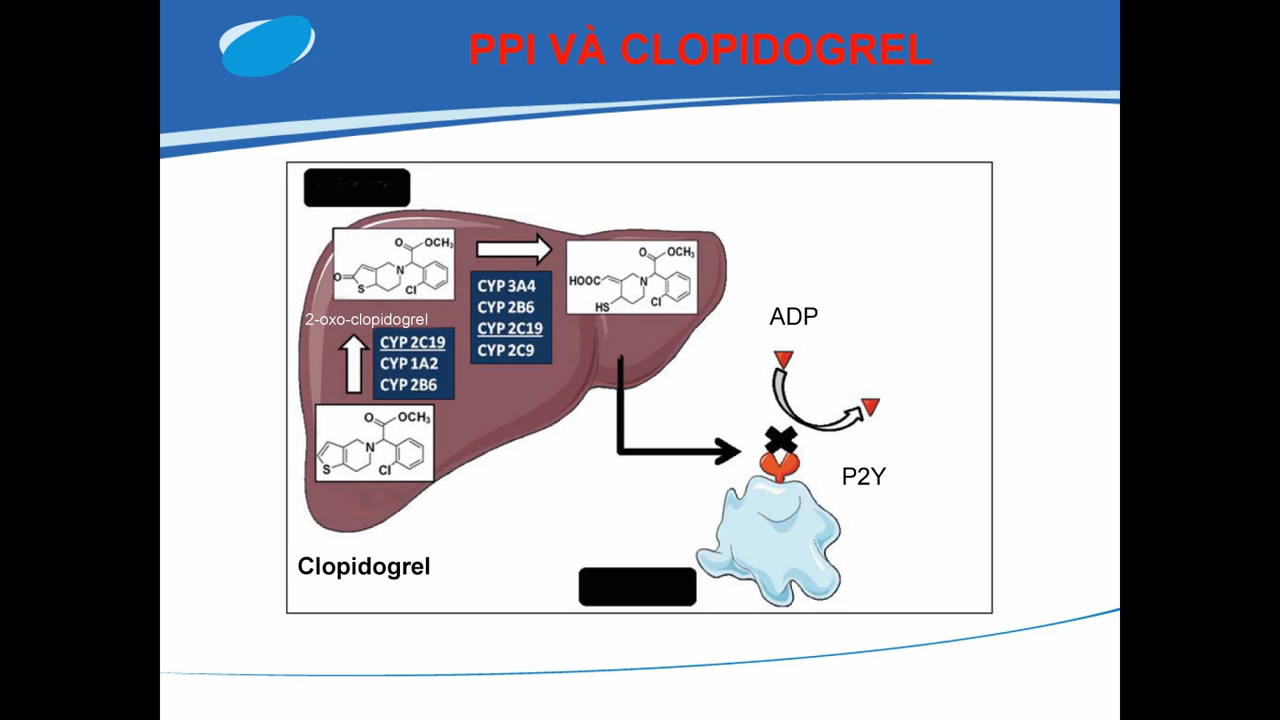 PPI VÀ CLOPIDOGREL
O
OCH3
O
N
S
Cl
2-oxo-clopidogrel
CYP 3A4
CYP 2B6
CYP 2C19
CYP 2C9
O
OCH3
HOOC
N
HS
Cl
CYP 2C19
CYP 1A2
CYP 2B6
O
OCH3
N
S
Cl
ADP
P2Y
Clopidogrel